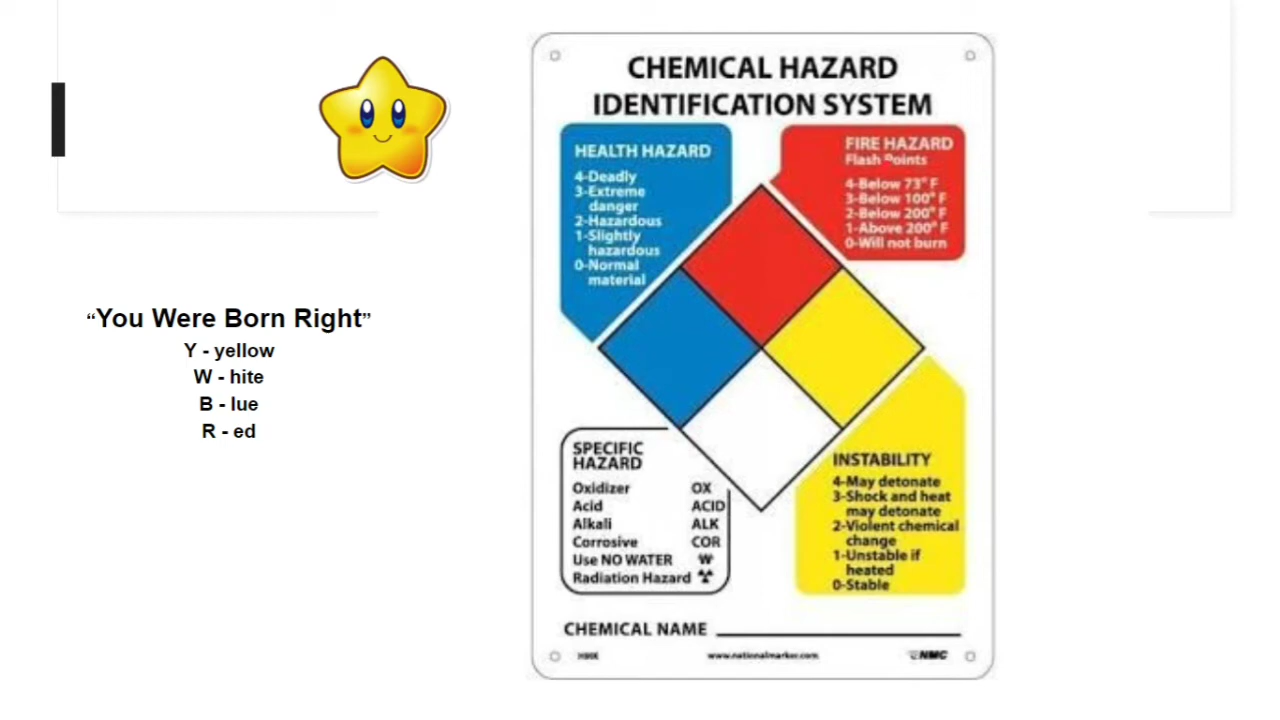 “You Were Born Right”
Y - yellow
W - hite
B - lue
R - ed
CHEMICAL HAZARD
IDENTIFICATION SYSTEM
HEALTH HAZARD
4-Deadly
3-Extreme
danger
2-Hazardous
1-Slightly
hazardous
0-Normal
material
FIRE HAZARD
Flash Points
4-Below 73° F
3-Below 100° F
2-Below 200° F
1-Above 200° F
0-Will not burn
SPECIFIC
HAZARD
Oxidizer OX
Acid ACID
Alkali ALK
Corrosive COR
Use NO WATER W
Radiation Hazard
INSTABILITY
4-May detonate
3-Shock and heat
may detonate
2-Violent chemical
change
1-Unstable if
heated
0-Stable
CHEMICAL NAME
www.nationalmarker.com
NMC